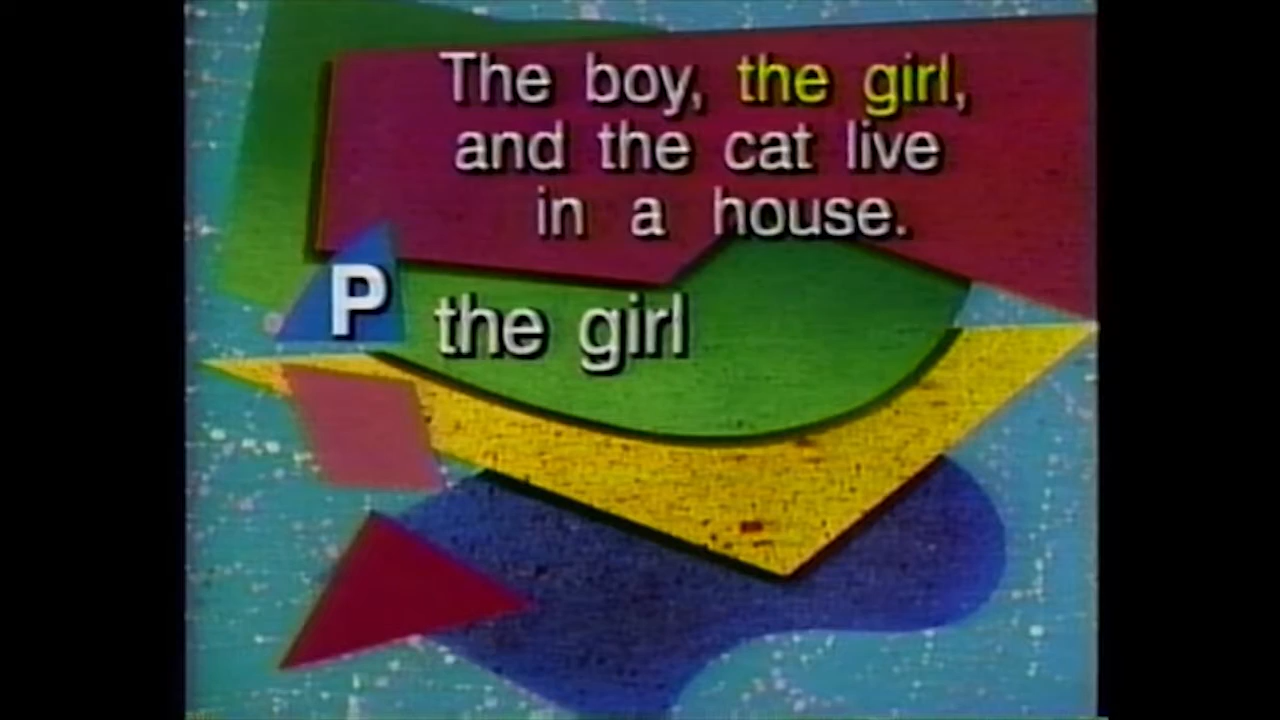 The boy, the girl,
and the cat live
in a house.
P the girl